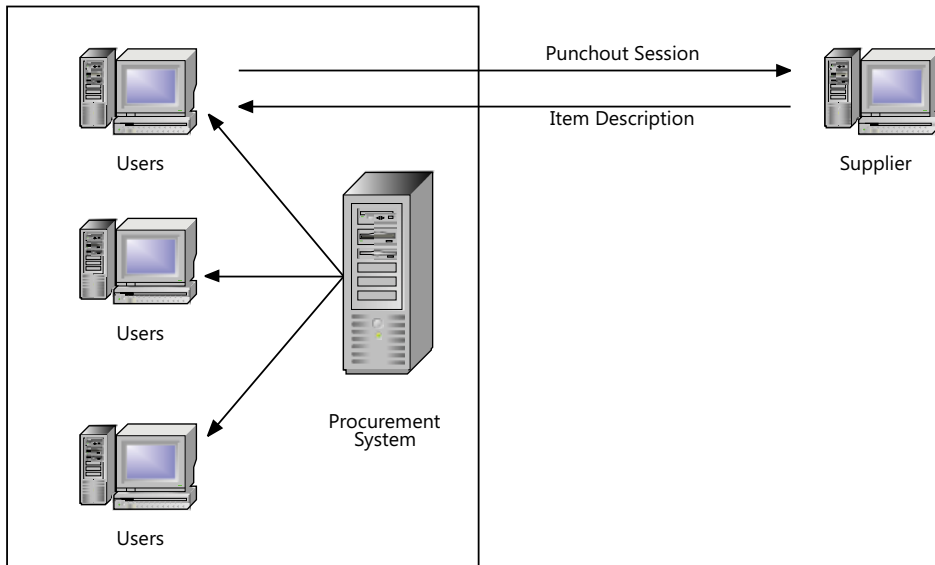 Punchout Session
Item Description
Users
Supplier
Users
Procurement
System
Users